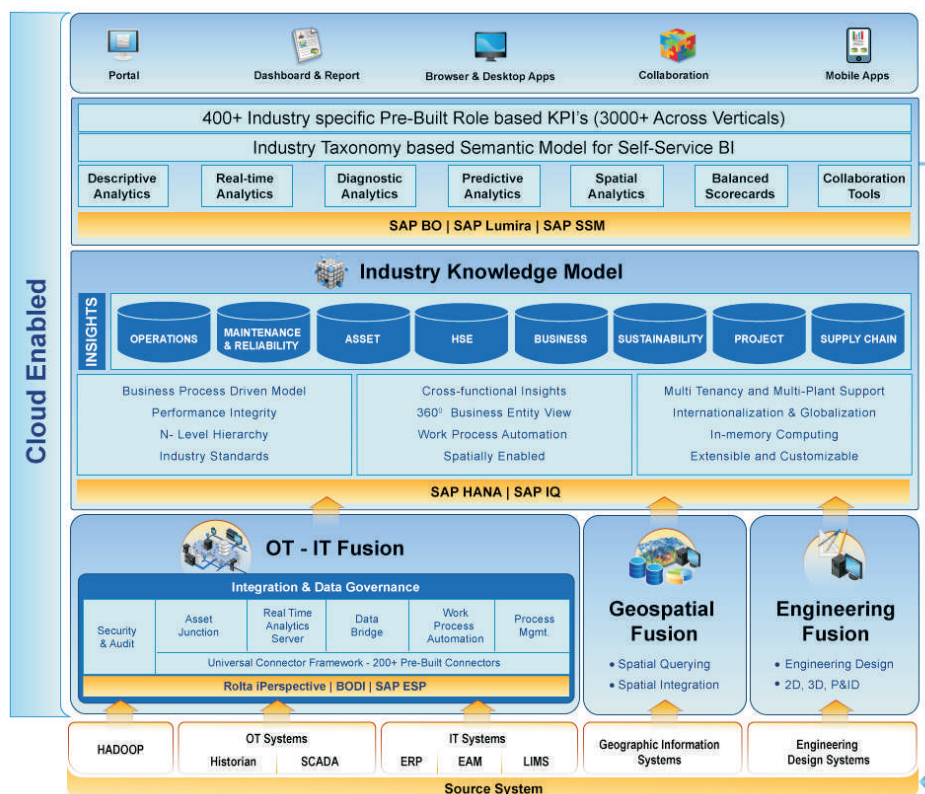 Cloud Enabled
Portal
Dashboard & Report
Browser & Desktop Apps
Collaboration
Mobile Apps
400+ Industry specific Pre-Built Role based KPI's (3000+ Across Verticals)
Industry Taxonomy based Semantic Model for Self-Service BI
Descriptive
Analytics
Real-time
Analytics
Diagnostic
Analytics
Predictive
Analytics
Spatial
Analytics
Balanced
Scorecards
Collaboration
Tools
SAP BO | SAP Lumira | SAP SSM
Industry Knowledge Model
INSIGHTS
OPERATIONS
MAINTENANCE
& RELIABILITY
ASSET
HSE
BUSINESS
SUSTAINABILITY
PROJECT
SUPPLY CHAIN
Business Process Driven Model
Performance Integrity
N- Level Hierarchy
Industry Standards
Cross-functional Insights
360⁰ Business Entity View
Work Process Automation
Spatially Enabled
Multi Tenancy and Multi-Plant Support
Internationalization & Globalization
In-memory Computing
Extensible and Customizable
SAP HANA | SAP IQ
OT - IT Fusion
Integration & Data Governance
Security
& Audit
Asset
Junction
Real Time
Analytics
Server
Data
Bridge
Work
Process
Automation
Process
Mgmt.
Universal Connector Framework - 200+ Pre-Built Connectors
Rolta iPerspective | BODI | SAP ESP
Geospatial
Fusion
• Spatial Querying
• Spatial Integration
Engineering
Fusion
• Engineering Design
• 2D, 3D, P&ID
HADOOP
OT Systems
Historian
SCADA
IT Systems
ERP
EAM
LIMS
Geographic Information
Systems
Engineering
Design Systems
Source System